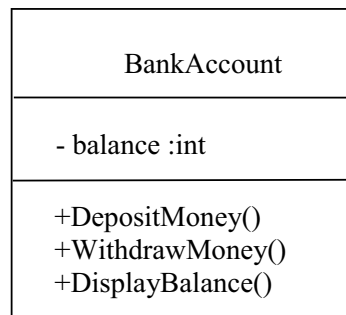 BankAccount
- balance :int
+DepositMoney()
+WithdrawMoney()
+DisplayBalance()